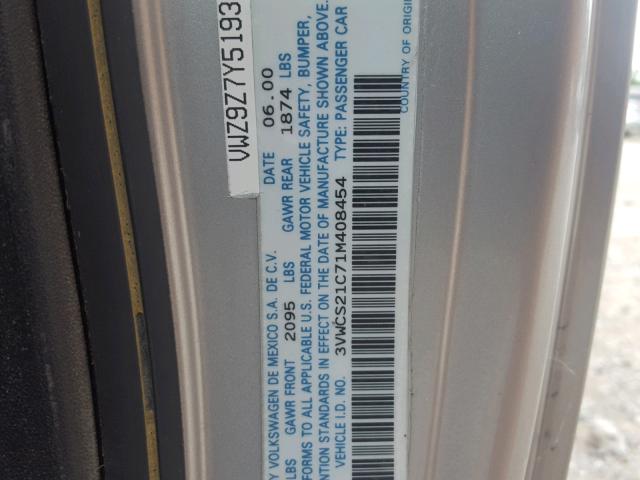 VWZ9Z7Y5193
Y VOLKSWAGEN DE MEXICO S.A. DE C.V. DATE 06.00
LBS GAWR FRONT 2095 LBS GAWR REAR 1874 LBS
FORMS TO ALL APPLICABLE U.S. FEDERAL MOTOR VEHICLE SAFETY, BUMPER,
ENTION STANDARDS IN EFFECT ON THE DATE OF MANUFACTURE SHOWN ABOVE.
VEHICLE I.D. NO. 3VWCS21C71M408454 TYPE: PASSENGER CAR
COUNTRY OF ORIGI